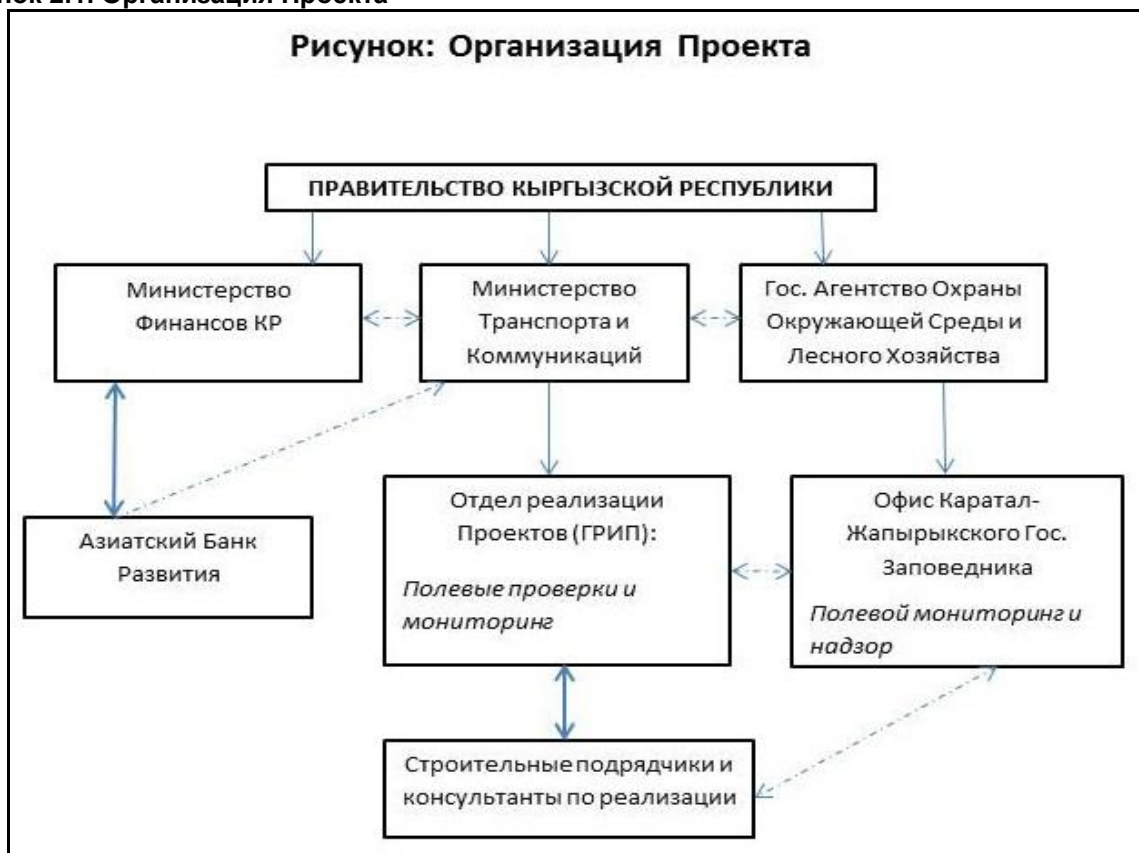 Рисунок: Организация Проекта
ПРАВИТЕЛЬСТВО КЫРГЫЗСКОЙ РЕСПУБЛИКИ
Министерство
Финансов КР
Министерство
Транспорта и
Коммуникаций
Гос. Агентство Охраны
Окружающей Среды и
Лесного Хозяйства
Азиатский Банк
Развития
Отдел реализации
Проектов (ГРИП):
Полевые проверки и
мониторинг
Офис Каратал-
Жапырыкского Гос.
Заповедника
Полевой мониторинг и
надзор
Строительные подрядчики и
консультанты по реализации